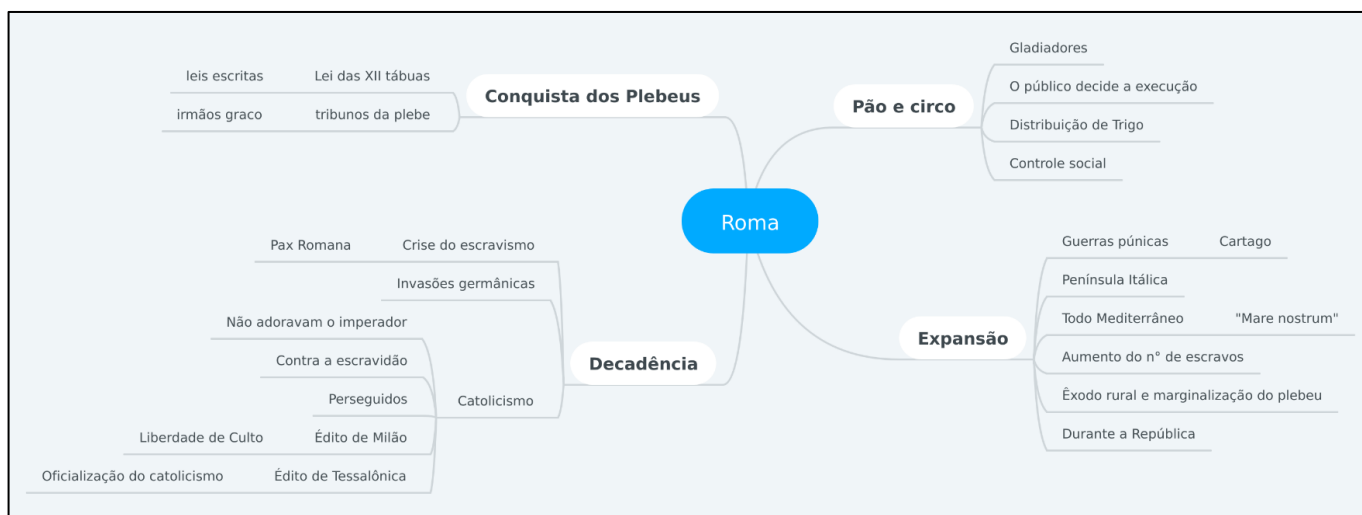 Roma
Conquista dos Plebeus
Lei das XII tábuas
leis escritas
tribunos da plebe
irmãos graco
Pão e circo
Gladiadores
O público decide a execução
Distribuição de Trigo
Controle social
Expansão
Guerras púnicas
Cartago
Península Itálica
Todo Mediterrâneo
"Mare nostrum"
Aumento do n° de escravos
Êxodo rural e marginalização do plebeu
Durante a República
Decadência
Crise do escravismo
Pax Romana
Invasões germânicas
Catolicismo
Não adoravam o imperador
Contra a escravidão
Perseguidos
Édito de Milão
Liberdade de Culto
Édito de Tessalônica
Oficialização do catolicismo